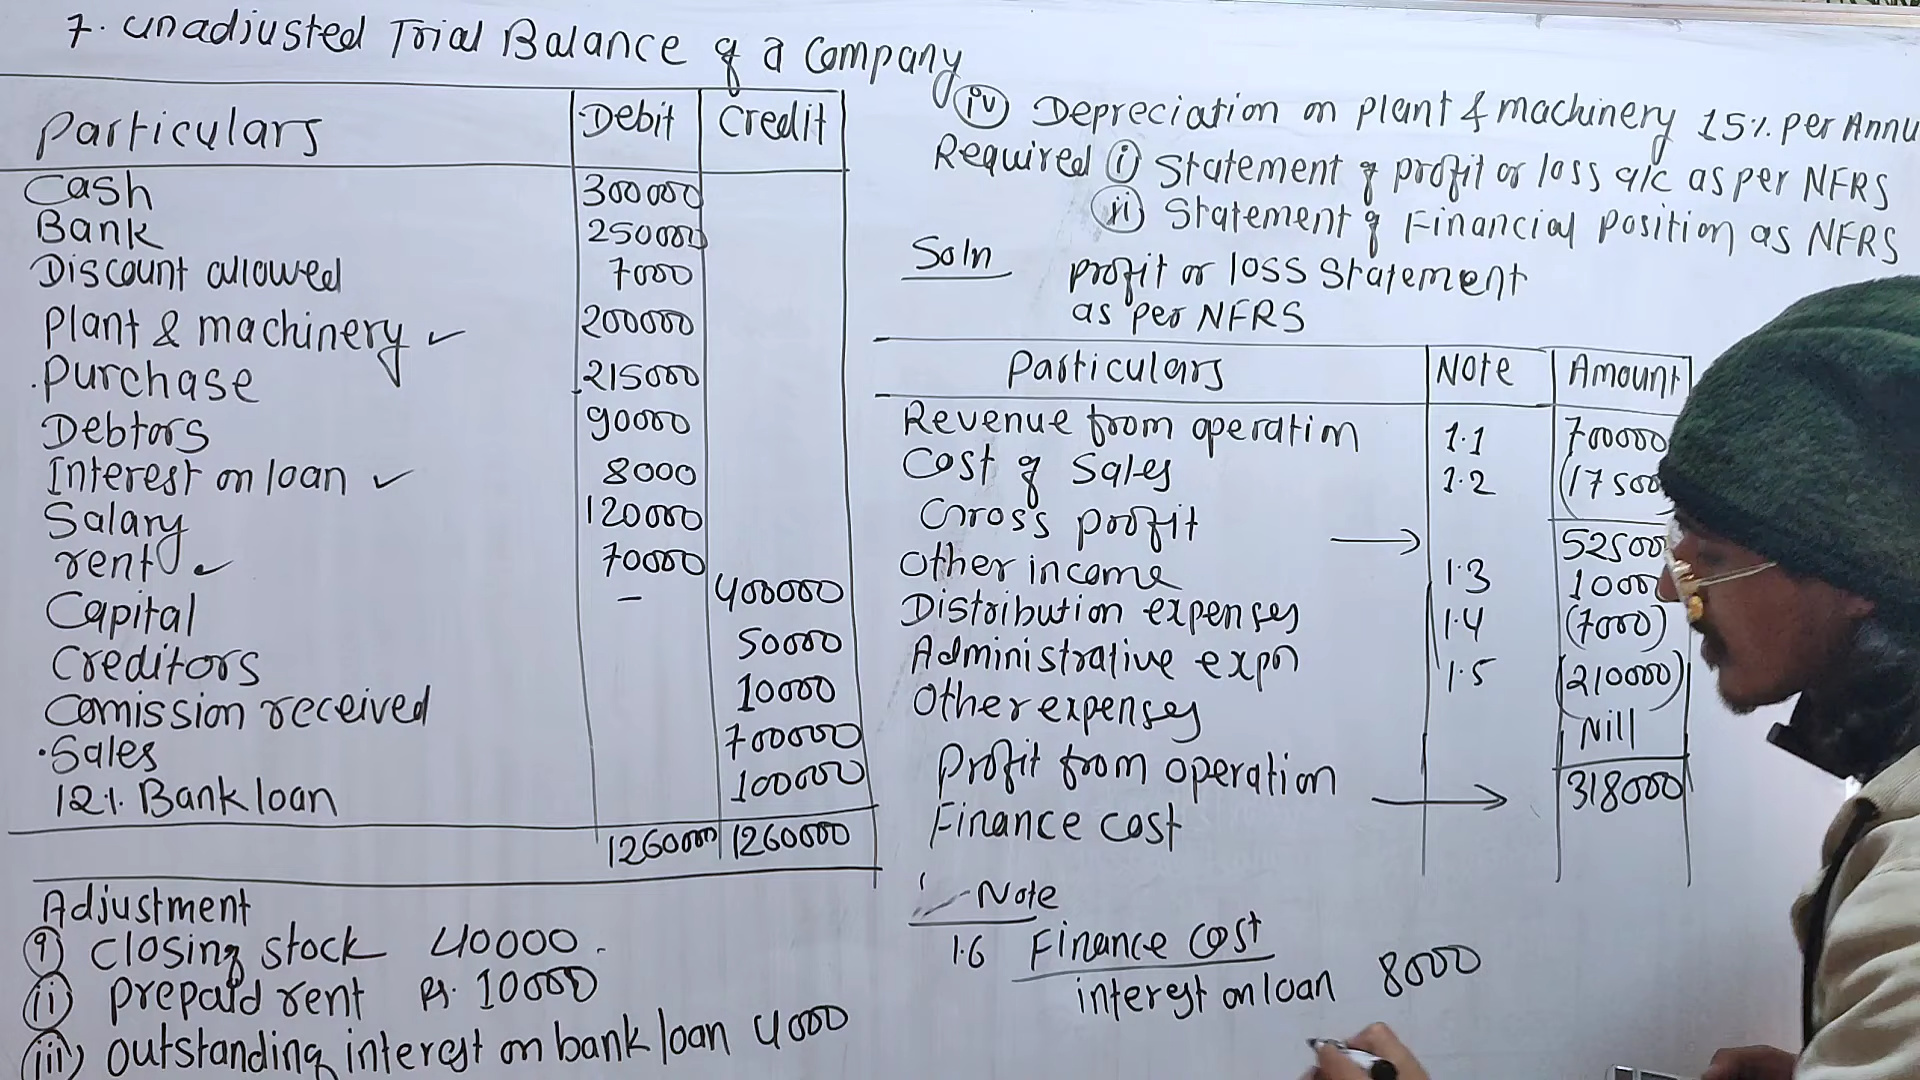 7. Unadjusted Trial Balance of a Company
Particulars Debit Credit
Cash 300000
Bank 250000
Discount allowed 7000
Plant & machinery ✓ 200000
.Purchase 215000
Debtors 90000
Interest on loan ✓ 8000
Salary 120000
rent ✓ 70000
Capital – 400000
Creditors 50000
Comission received 10000
.Sales 700000
12% Bank loan 100000
1260000 1260000
Adjustment
(i) closing stock 40000
(ii) prepaid rent Rs. 10000
(iii) outstanding interest on bank loan 4000
(iv) Depreciation on plant & machinery 15% per Annu
Required (i) Statement of profit or loss a/c as per NFRS
(ii) Statement of Financial position as NFRS
Soln
profit or loss Statement
as per NFRS
Particulars Note Amount
Revenue from operation 1.1 700000
Cost of Sales 1.2 (17500
Gross profit → 52500
Other income 1.3 1000
Distribution expenses 1.4 (7000)
Administrative expn 1.5 (210000)
Other expenses Nill
Profit from operation → 318000
Finance cost
Note
1.6 Finance cost
interest on loan 8000